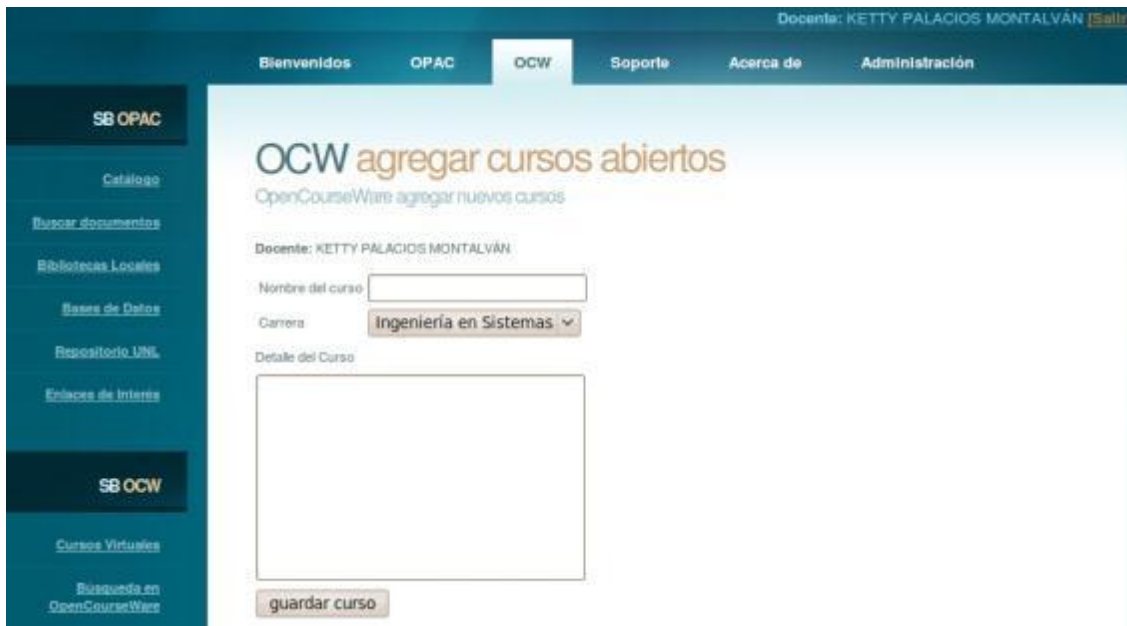 Docente: KETTY PALACIOS MONTALVÁN [Salir
Bienvenidos OPAC OCW Soporte Acerca de Administración
SB OPAC
Catálogo
Buscar documentos
Bibliotecas Locales
Bases de Datos
Repositorio UNL
Enlaces de Interés
SB OCW
Cursos Virtuales
Búsqueda en
OpenCourseWare
OCW agregar cursos abiertos
OpenCourseWare agregar nuevos cursos
Docente: KETTY PALACIOS MONTALVÁN
Nombre del curso
Carrera Ingeniería en Sistemas
Detalle del Curso
guardar curso